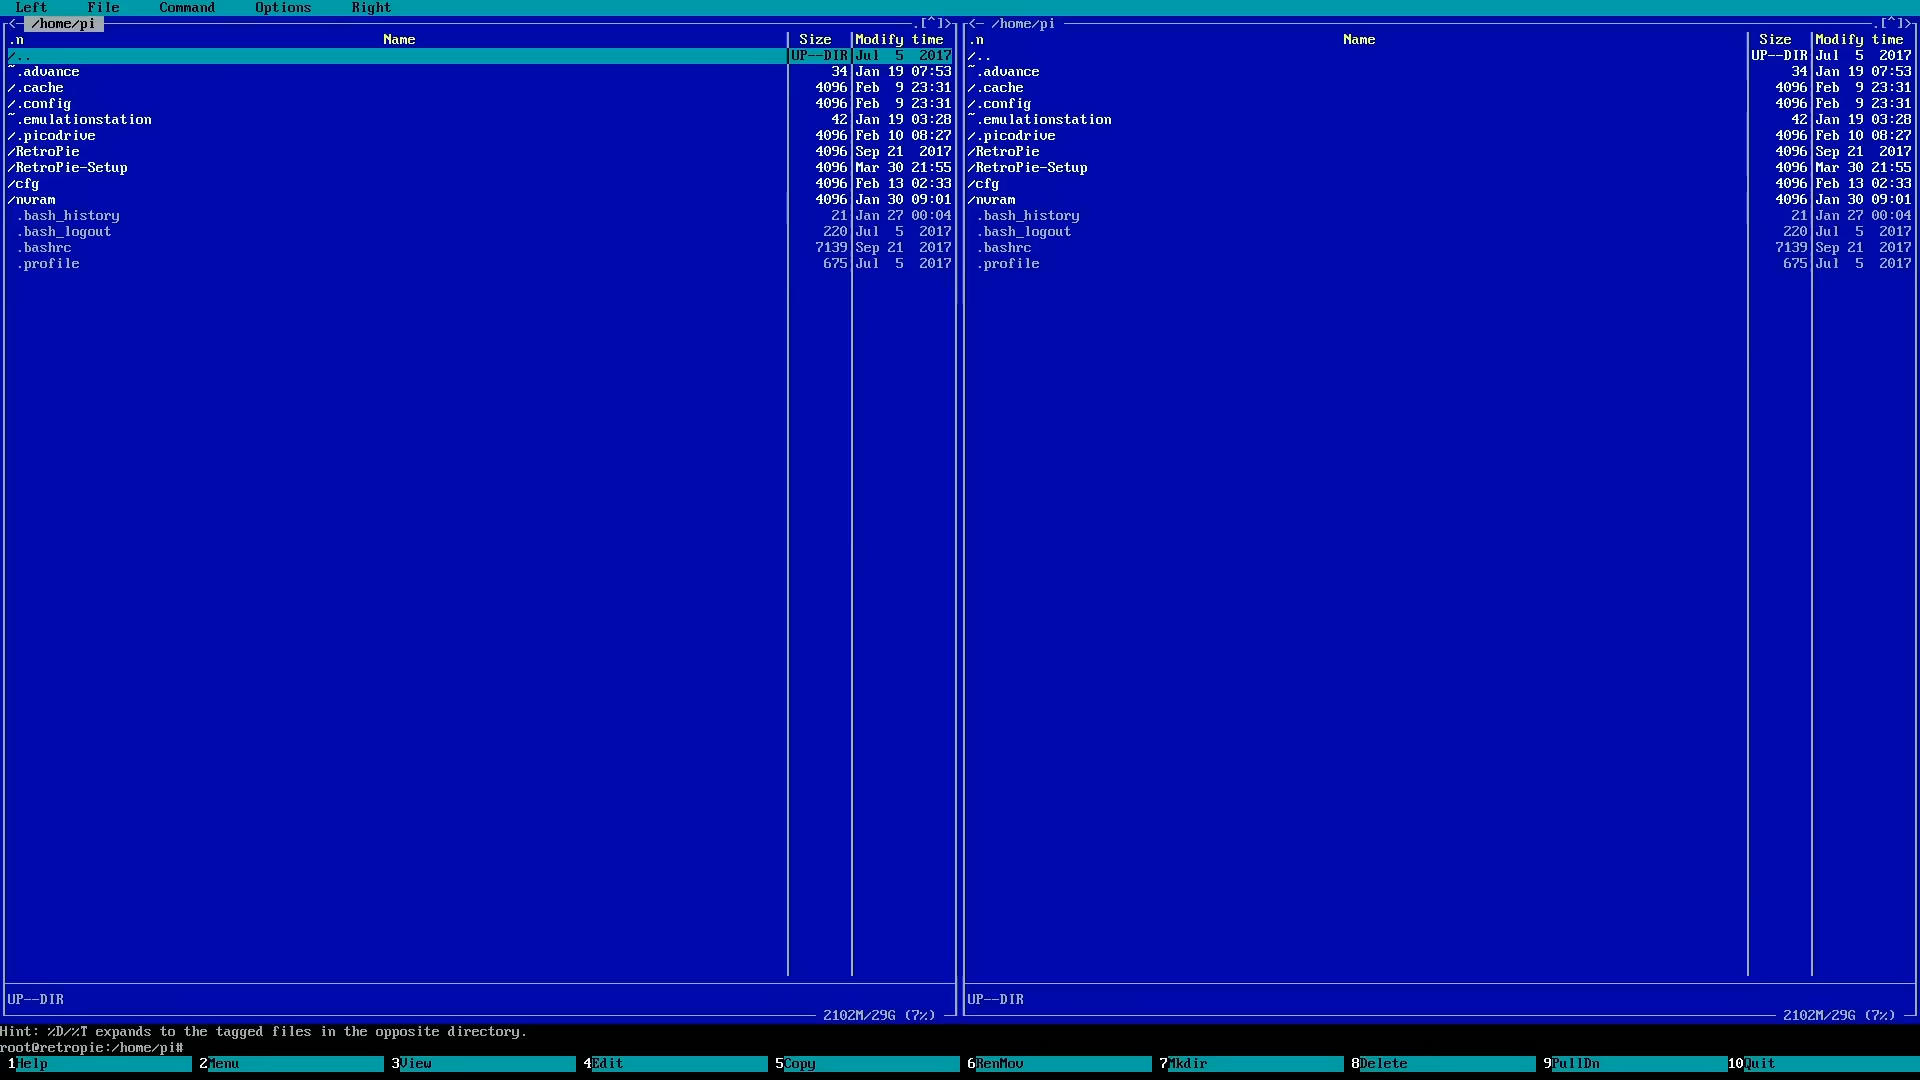 Left File Command Options Right
<- /home/pi .[^]> <- /home/pi .[^]>
.n Name Size Modify time .n Name Size Modify time
/.. UP--DIR Jul 5 2017 /.. UP--DIR Jul 5 2017
~.advance 34 Jan 19 07:53 ~.advance 34 Jan 19 07:53
/.cache 4096 Feb 9 23:31 /.cache 4096 Feb 9 23:31
/.config 4096 Feb 9 23:31 /.config 4096 Feb 9 23:31
~.emulationstation 42 Jan 19 03:28 ~.emulationstation 42 Jan 19 03:28
/.picodrive 4096 Feb 10 08:27 /.picodrive 4096 Feb 10 08:27
/RetroPie 4096 Sep 21 2017 /RetroPie 4096 Sep 21 2017
/RetroPie-Setup 4096 Mar 30 21:55 /RetroPie-Setup 4096 Mar 30 21:55
/cfg 4096 Feb 13 02:33 /cfg 4096 Feb 13 02:33
/nvram 4096 Jan 30 09:01 /nvram 4096 Jan 30 09:01
.bash_history 21 Jan 27 00:04 .bash_history 21 Jan 27 00:04
.bash_logout 220 Jul 5 2017 .bash_logout 220 Jul 5 2017
.bashrc 7139 Sep 21 2017 .bashrc 7139 Sep 21 2017
.profile 675 Jul 5 2017 .profile 675 Jul 5 2017
UP--DIR UP--DIR
2102M/29G (7%) 2102M/29G (7%)
Hint: %D/%T expands to the tagged files in the opposite directory.
root@retropie:/home/pi#
1Help 2Menu 3View 4Edit 5Copy 6RenMov 7Mkdir 8Delete 9PullDn 10Quit